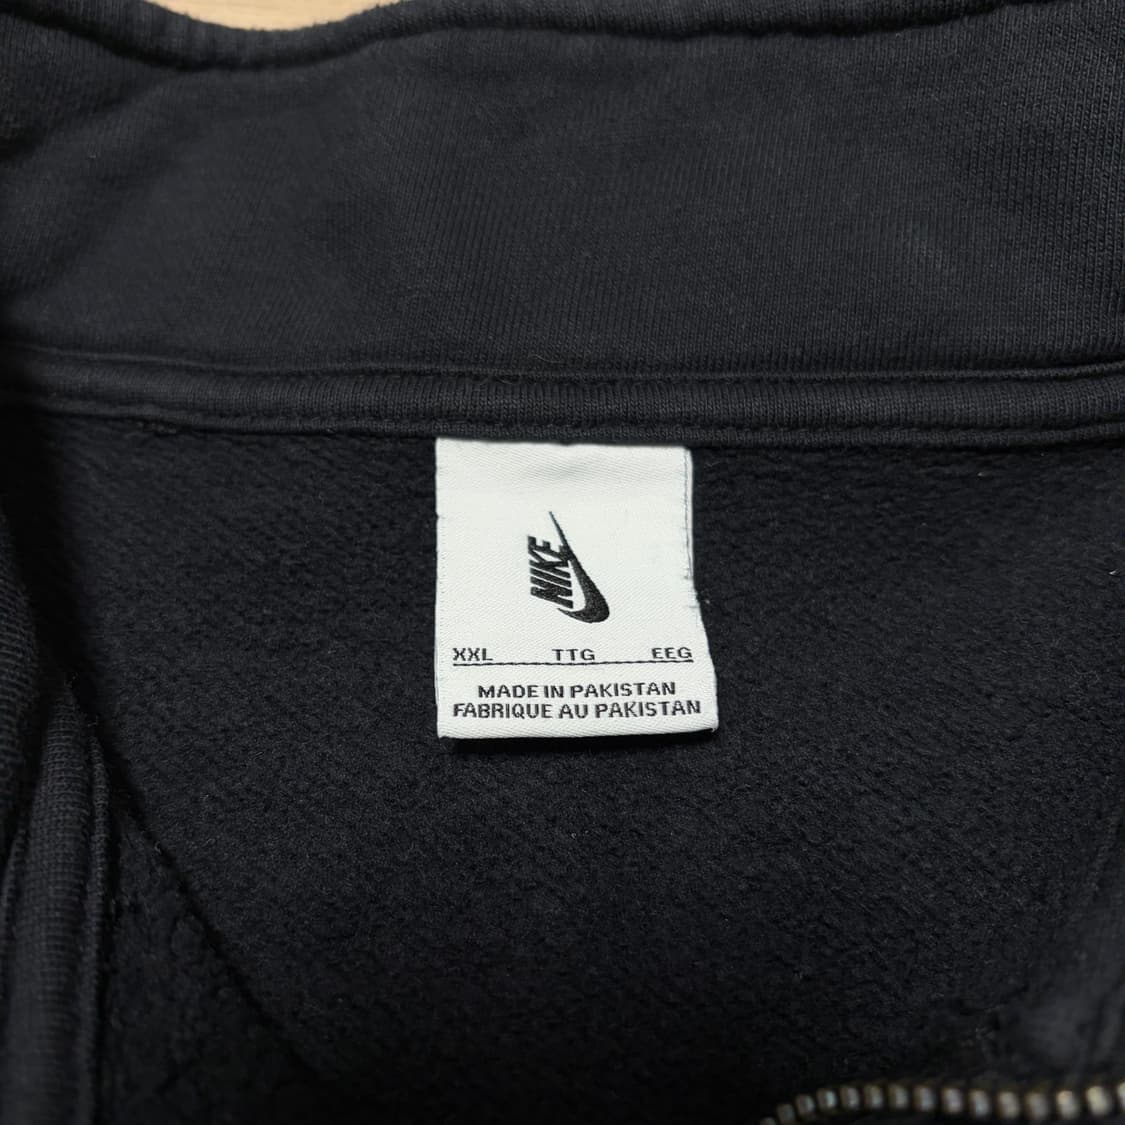 NIKE
XXL TTG EEG
MADE IN PAKISTAN
FABRIQUE AU PAKISTAN